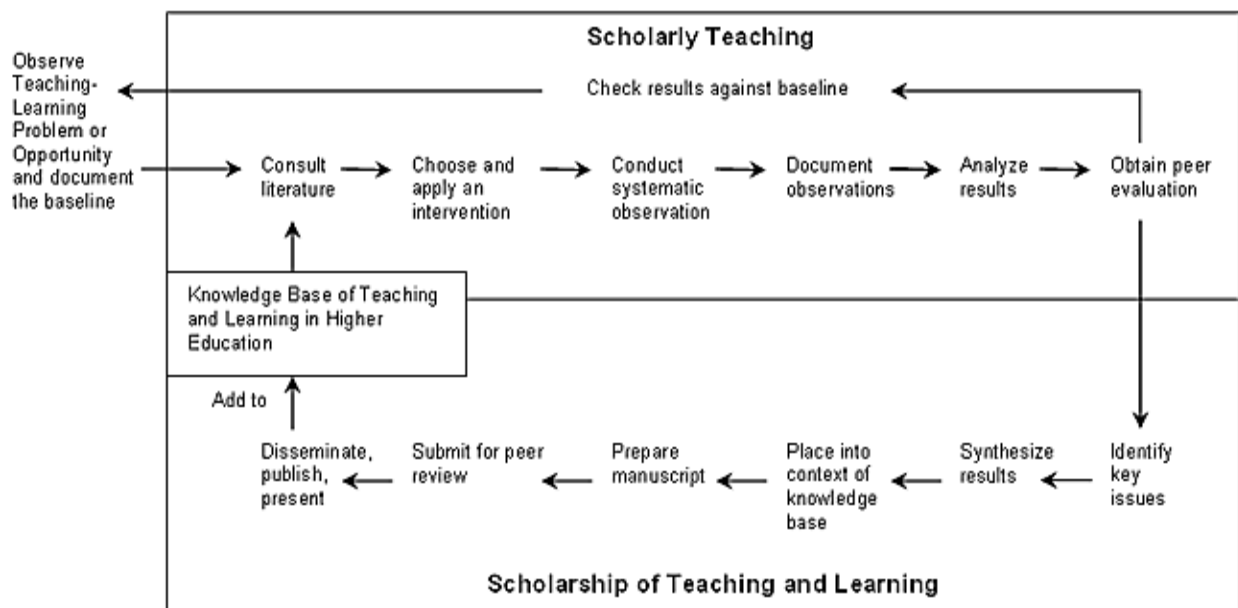 Scholarly Teaching
Observe
Teaching-
Learning
Problem or
Opportunity
and document
the baseline
Check results against baseline
Consult
literature
Choose and
apply an
intervention
Conduct
systematic
observation
Document
observations
Analyze
results
Obtain peer
evaluation
Knowledge Base of Teaching
and Learning in Higher
Education
Add to
Disseminate,
publish,
present
Submit for peer
review
Prepare
manuscript
Place into
context of
knowledge
base
Synthesize
results
Identify
key
issues
Scholarship of Teaching and Learning